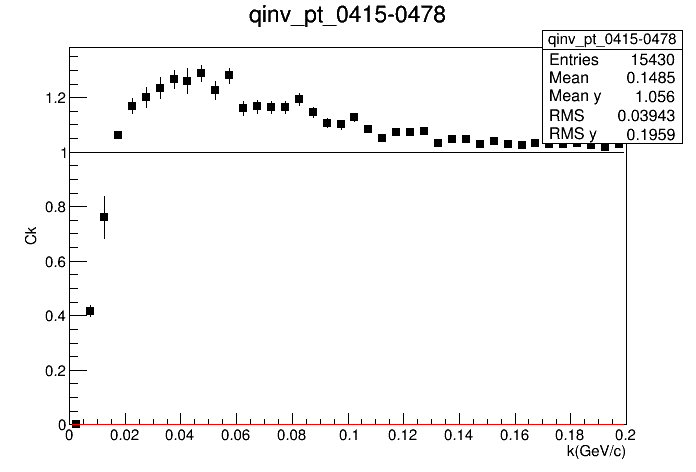 qinv_pt_0415-0478
qinv_pt_0415-0478
Entries 15430
Mean 0.1485
Mean y 1.056
RMS 0.03943
RMS y 0.1959
Ck
1.2
1
0.8
0.6
0.4
0.2
0
0 0.02 0.04 0.06 0.08 0.1 0.12 0.14 0.16 0.18 0.2
k(GeV/c)